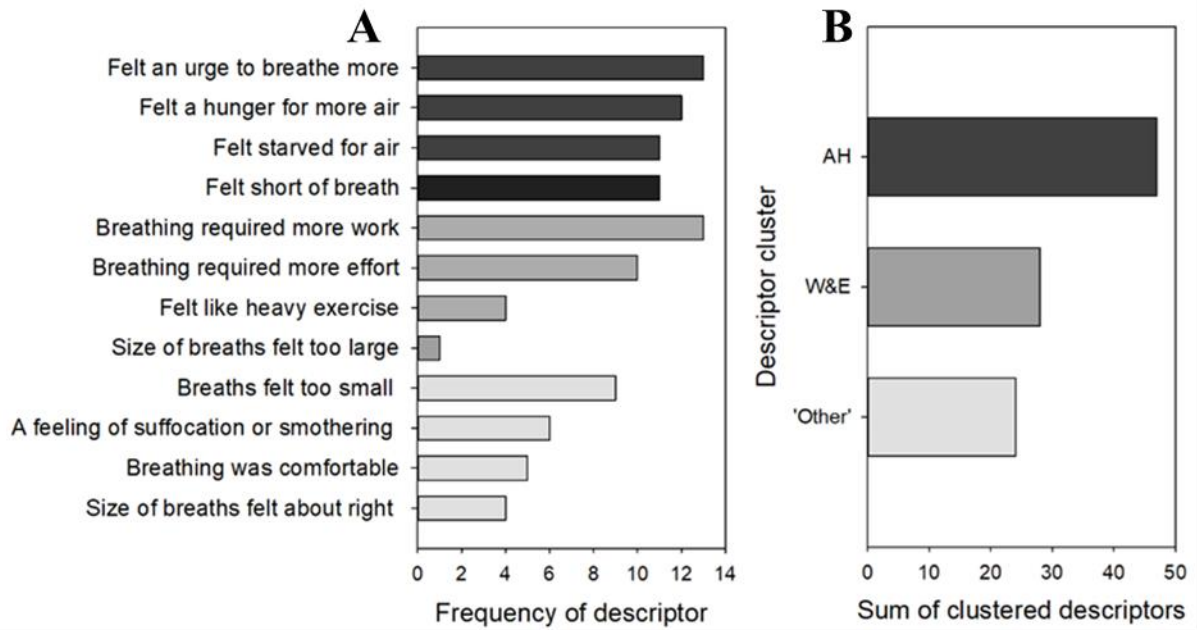 A
Felt an urge to breathe more
Felt a hunger for more air
Felt starved for air
Felt short of breath
Breathing required more work
Breathing required more effort
Felt like heavy exercise
Size of breaths felt too large
Breaths felt too small
A feeling of suffocation or smothering
Breathing was comfortable
Size of breaths felt about right
0 2 4 6 8 10 12 14
Frequency of descriptor
B
Descriptor cluster
AH
W&E
'Other'
0 10 20 30 40 50
Sum of clustered descriptors